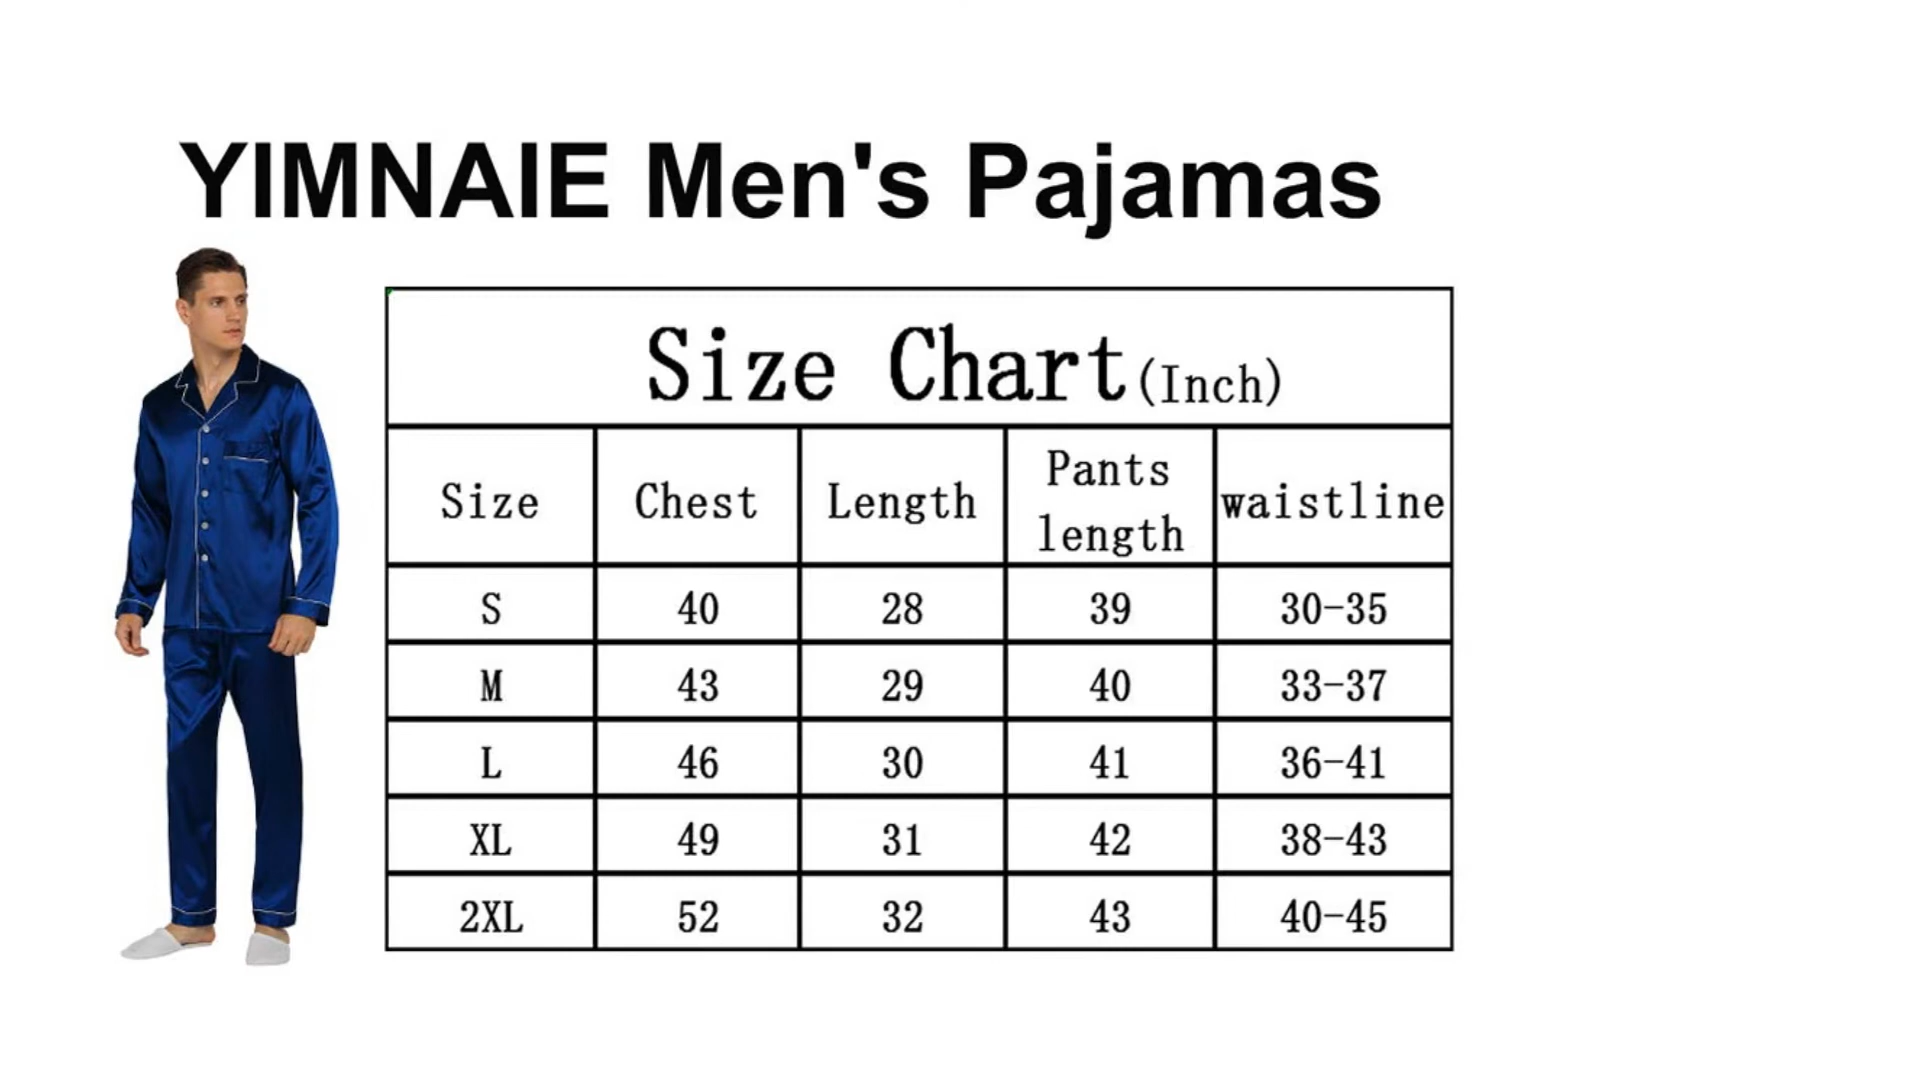 YIMNAIE Men's Pajamas
Size Chart(Inch)
Size Chest Length Pants length waistline
S 40 28 39 30-35
M 43 29 40 33-37
L 46 30 41 36-41
XL 49 31 42 38-43
2XL 52 32 43 40-45